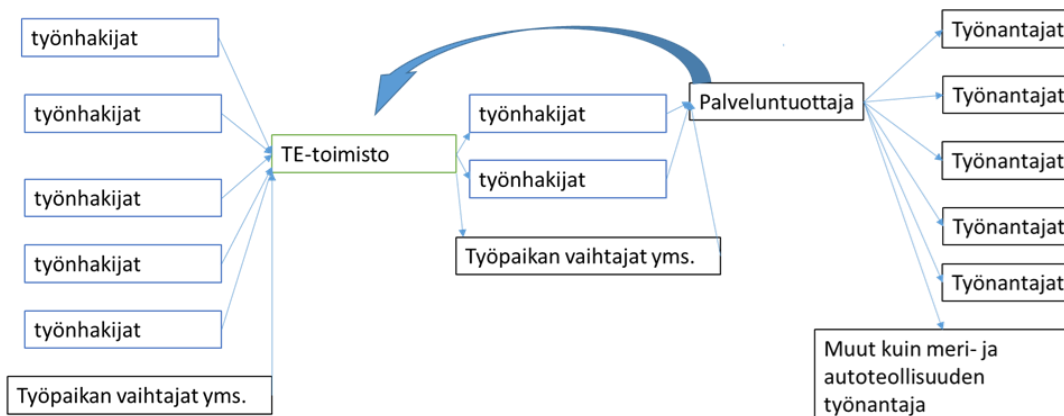 työnhakijat
työnhakijat
työnhakijat
työnhakijat
työnhakijat
Työpaikan vaihtajat yms.
TE-toimisto
työnhakijat
työnhakijat
Työpaikan vaihtajat yms.
Palveluntuottaja
Työnantajat
Työnantajat
Työnantajat
Työnantajat
Työnantajat
Muut kuin meri- ja
autoteollisuuden
työnantaja